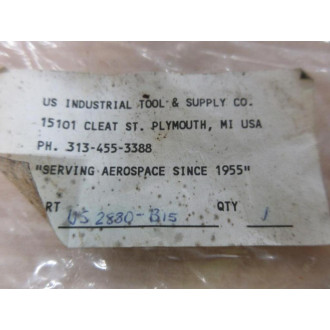 US INDUSTRIAL TOOL & SUPPLY CO.
15101 CLEAT ST. PLYMOUTH, MI USA
PH. 313-455-3388
"SERVING AEROSPACE SINCE 1955"
RT US 2880-B15 QTY 1